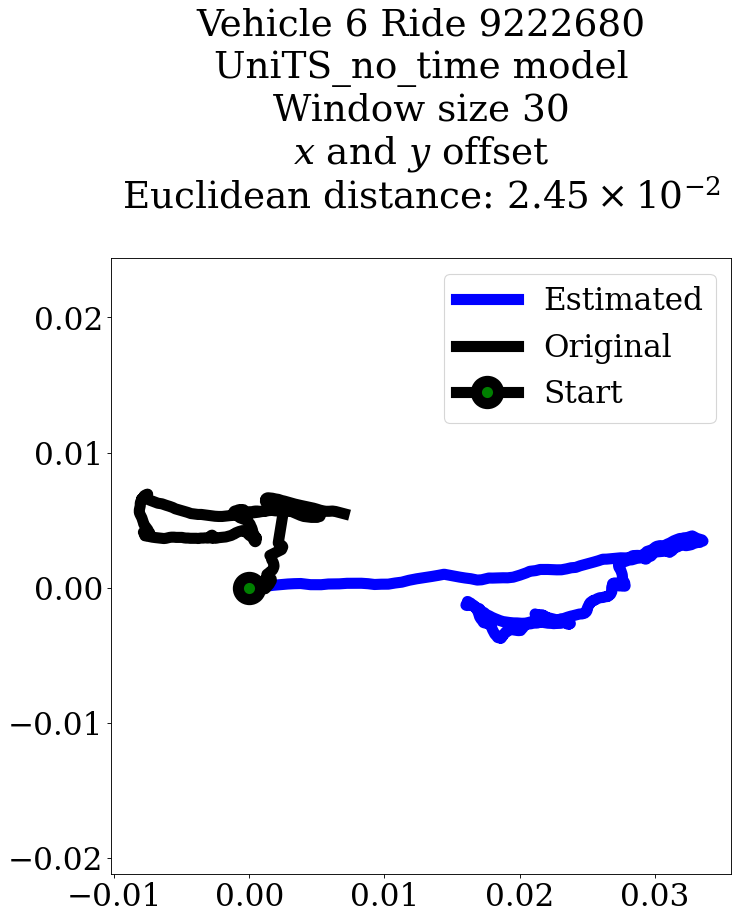 Vehicle 6 Ride 9222680
UniTS_no_time model
Window size 30
x and y offset
Euclidean distance: 2.45 × 10⁻²
Estimated
Original
Start
0.02
0.01
0.00
−0.01
−0.02
−0.01 0.00 0.01 0.02 0.03